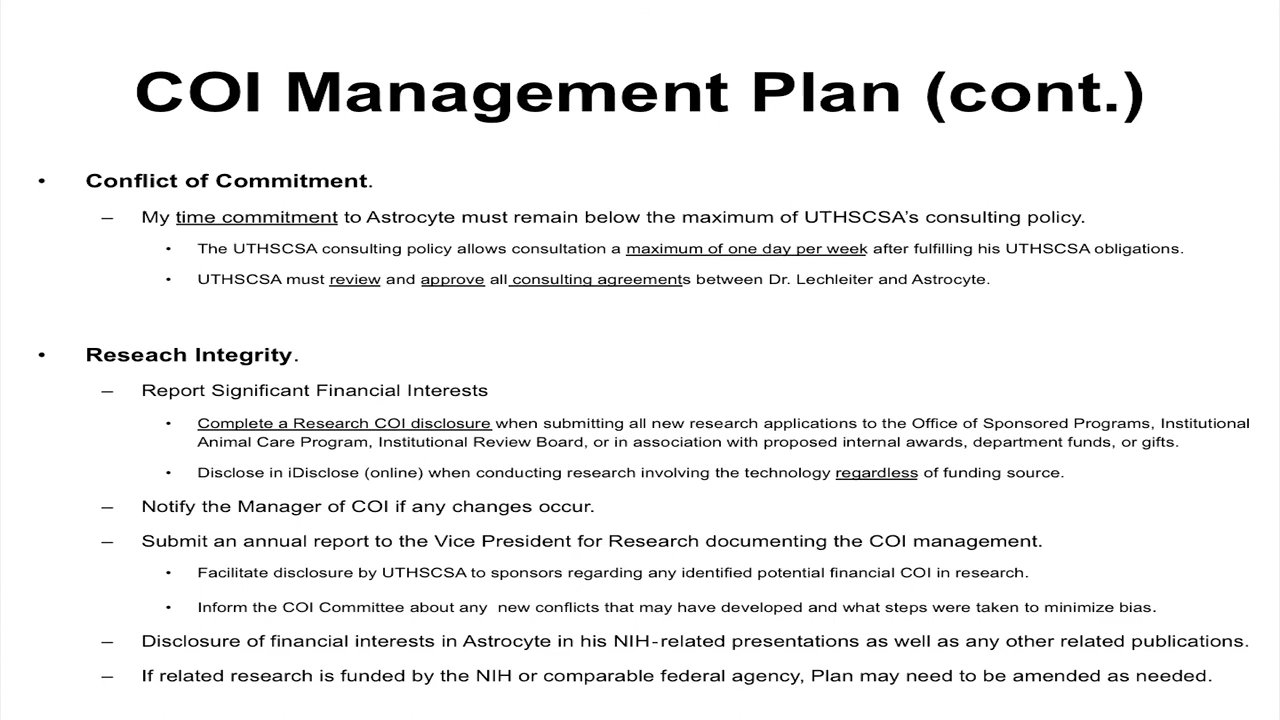 COI Management Plan (cont.)
• Conflict of Commitment.
– My time commitment to Astrocyte must remain below the maximum of UTHSCSA’s consulting policy.
• The UTHSCSA consulting policy allows consultation a maximum of one day per week after fulfilling his UTHSCSA obligations.
• UTHSCSA must review and approve all consulting agreements between Dr. Lechleiter and Astrocyte.
• Reseach Integrity.
– Report Significant Financial Interests
• Complete a Research COI disclosure when submitting all new research applications to the Office of Sponsored Programs, Institutional
Animal Care Program, Institutional Review Board, or in association with proposed internal awards, department funds, or gifts.
• Disclose in iDisclose (online) when conducting research involving the technology regardless of funding source.
– Notify the Manager of COI if any changes occur.
– Submit an annual report to the Vice President for Research documenting the COI management.
• Facilitate disclosure by UTHSCSA to sponsors regarding any identified potential financial COI in research.
• Inform the COI Committee about any  new conflicts that may have developed and what steps were taken to minimize bias.
– Disclosure of financial interests in Astrocyte in his NIH-related presentations as well as any other related publications.
– If related research is funded by the NIH or comparable federal agency, Plan may need to be amended as needed.